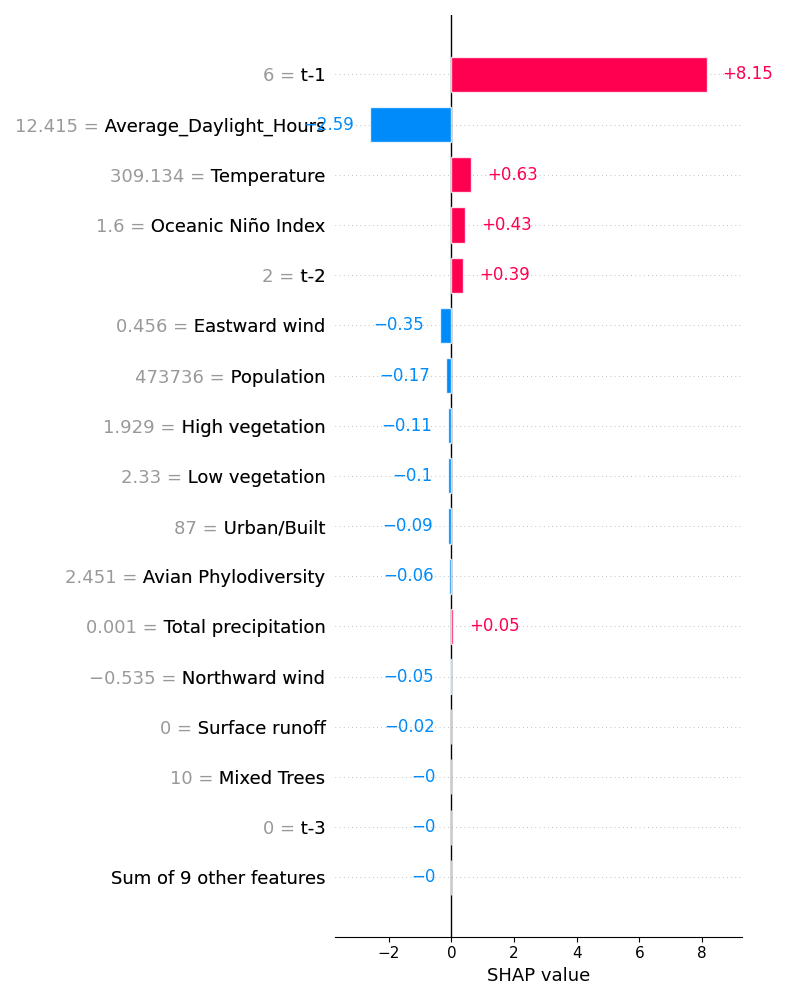 6 = t-1 +8.15
12.415 = Average_Daylight_Hours −2.59
309.134 = Temperature +0.63
1.6 = Oceanic Niño Index +0.43
2 = t-2 +0.39
0.456 = Eastward wind −0.35
473736 = Population −0.17
1.929 = High vegetation −0.11
2.33 = Low vegetation −0.1
87 = Urban/Built −0.09
2.451 = Avian Phylodiversity −0.06
0.001 = Total precipitation +0.05
−0.535 = Northward wind −0.05
0 = Surface runoff −0.02
10 = Mixed Trees −0
0 = t-3 −0
Sum of 9 other features −0
−2 0 2 4 6 8
SHAP value